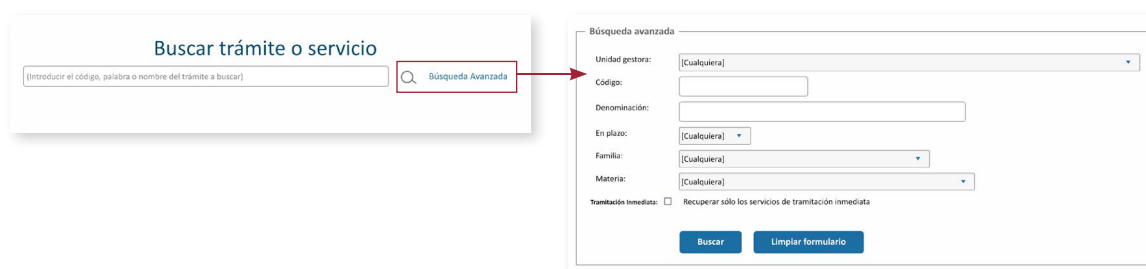 Buscar trámite o servicio
(Introducir el código, palabra o nombre del trámite a buscar)
Búsqueda Avanzada
Búsqueda avanzada
Unidad gestora: [Cualquiera]
Código:
Denominación:
En plazo: [Cualquiera]
Familia: [Cualquiera]
Materia: [Cualquiera]
Tramitación Inmediata: Recuperar sólo los servicios de tramitación inmediata
Buscar Limpiar formulario